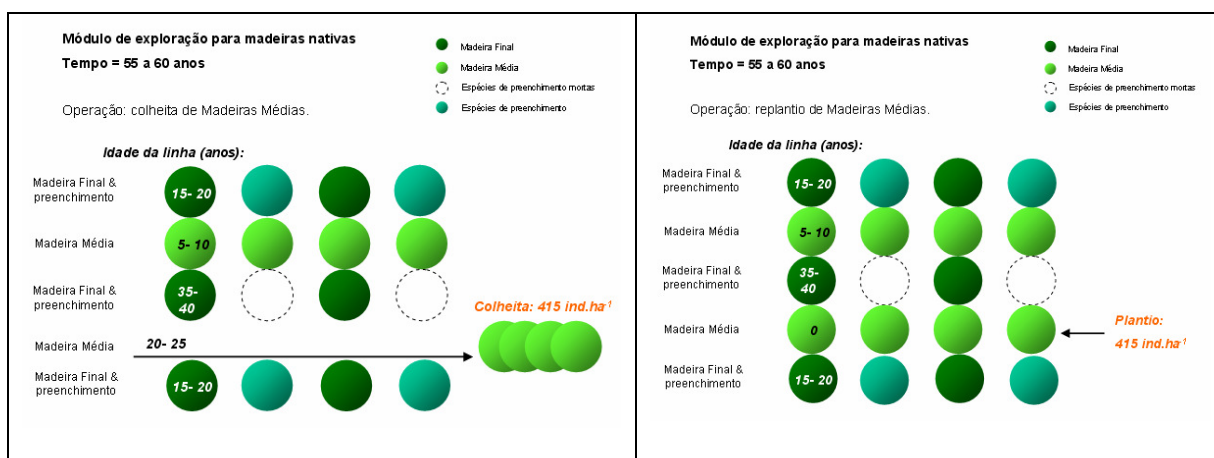 Módulo de exploração para madeiras nativas
Tempo = 55 a 60 anos
Madeira Final
Madeira Média
Espécies de preenchimento mortas
Espécies de preenchimento
Operação: colheita de Madeiras Médias.
Idade da linha (anos):
Madeira Final &
preenchimento
15- 20
Madeira Média
5- 10
Madeira Final &
preenchimento
35-
40
Colheita: 415 ind.ha-1
Madeira Média
20- 25
Madeira Final &
preenchimento
15- 20
Módulo de exploração para madeiras nativas
Tempo = 55 a 60 anos
Madeira Final
Madeira Média
Espécies de preenchimento mortas
Espécies de preenchimento
Operação: replantio de Madeiras Médias.
Idade da linha (anos):
Madeira Final &
preenchimento
15- 20
Madeira Média
5- 10
Madeira Final &
preenchimento
35-
40
Madeira Média
0
Plantio:
415 ind.ha-1
Madeira Final &
preenchimento
15- 20